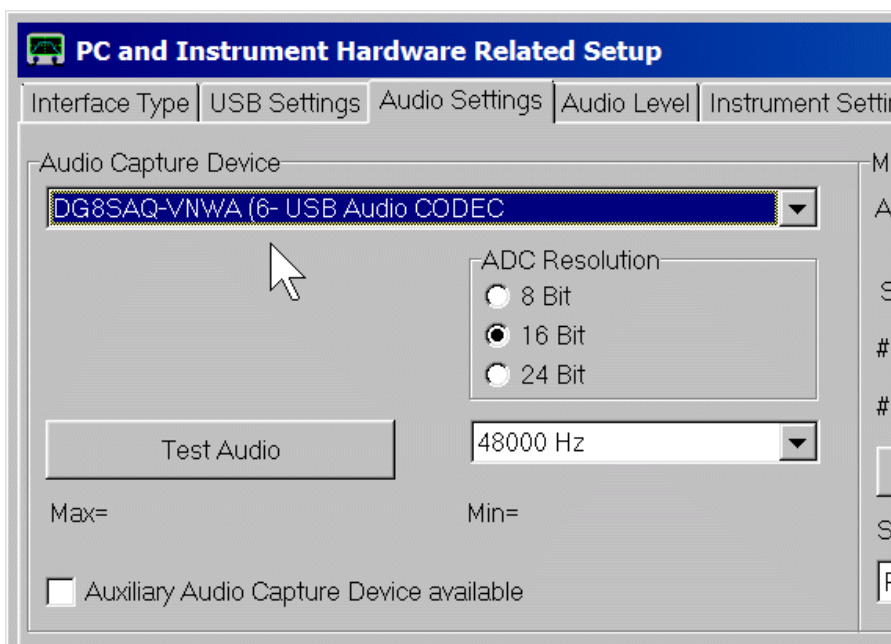 PC and Instrument Hardware Related Setup
Interface Type USB Settings Audio Settings Audio Level Instrument Setti
Audio Capture Device
DG8SAQ-VNWA (6- USB Audio CODEC
ADC Resolution
8 Bit
16 Bit
24 Bit
Test Audio
48000 Hz
Max=
Min=
Auxiliary Audio Capture Device available
M
A
S
#
#
S